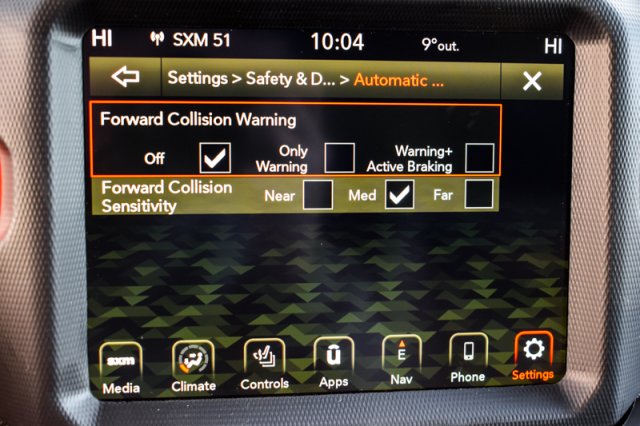 HI SXM 51 10:04 9°out. HI
Settings > Safety & D... > Automatic ...
Forward Collision Warning
Off Only Warning Warning+ Active Braking
Forward Collision Sensitivity Near Med Far
sxm E
Media Climate Controls Apps Nav Phone Settings